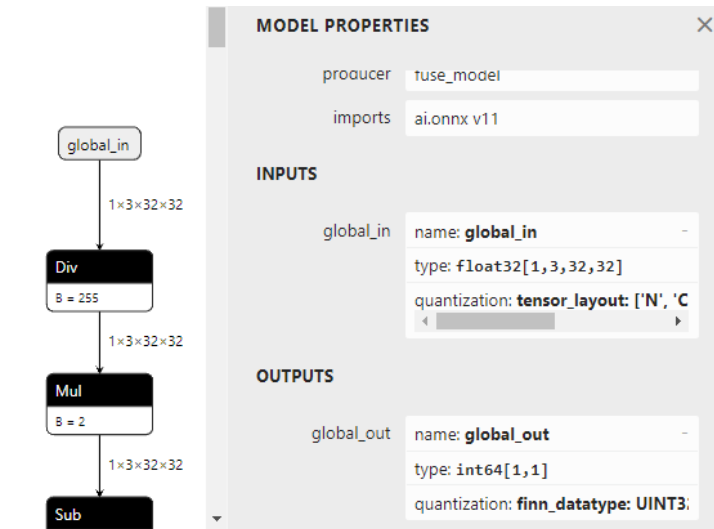 global_in
1×3×32×32
Div
B = 255
1×3×32×32
Mul
B = 2
1×3×32×32
Sub
MODEL PROPERTIES
producer fuse_model
imports ai.onnx v11
INPUTS
global_in name: global_in
type: float32[1,3,32,32]
quantization: tensor_layout: ['N', 'C
OUTPUTS
global_out name: global_out
type: int64[1,1]
quantization: finn_datatype: UINT32